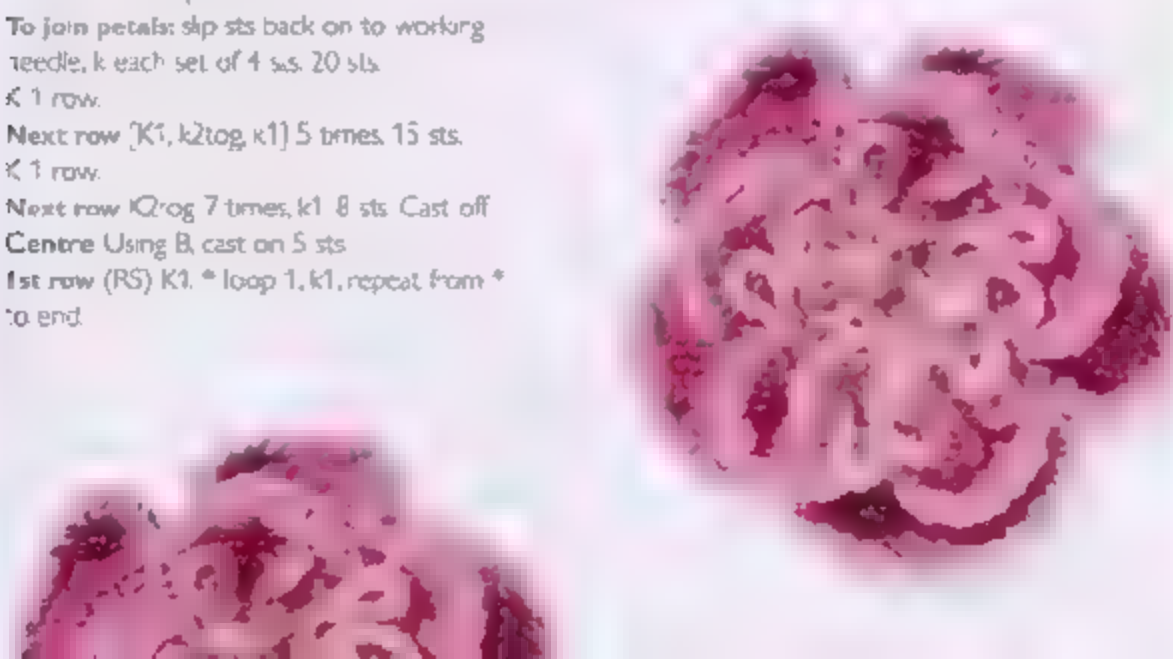 To join petals: slip sts back on to working
needle, k each set of 4 sts. 20 sts.
K 1 row.
Next row [K1, k2tog, k1] 5 times. 15 sts.
K 1 row.
Next row K2tog 7 times, k1. 8 sts. Cast off
Centre Using B, cast on 5 sts
1st row (RS) K1. * loop 1, k1, repeat from *
to end.